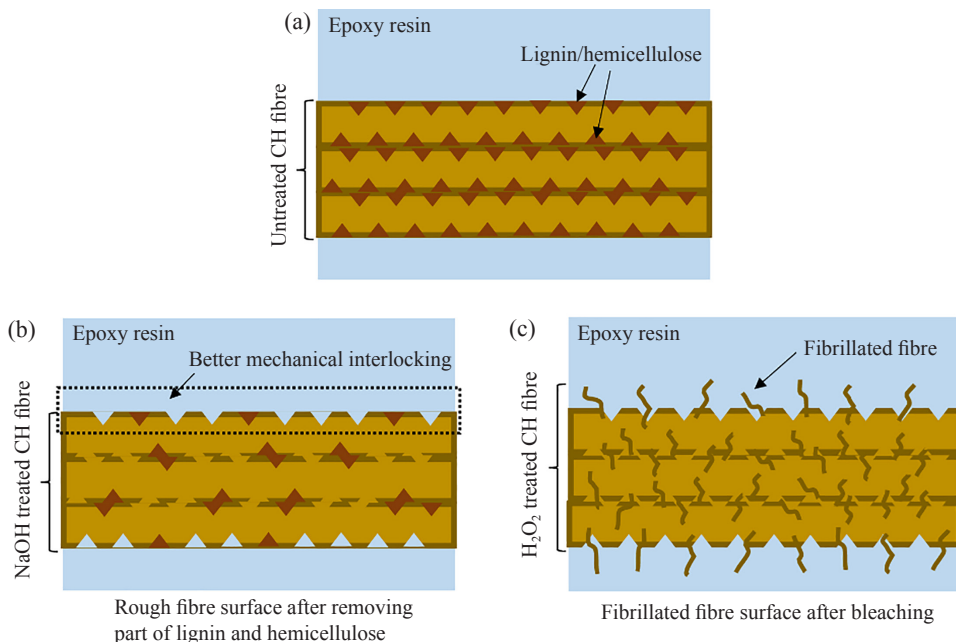 (a)
Epoxy resin
Lignin/hemicellulose
Untreated CH fibre
(b)
Epoxy resin
Better mechanical interlocking
NaOH treated CH fibre
Rough fibre surface after removing
part of lignin and hemicellulose
(c)
Epoxy resin
Fibrillated fibre
H₂O₂ treated CH fibre
Fibrillated fibre surface after bleaching